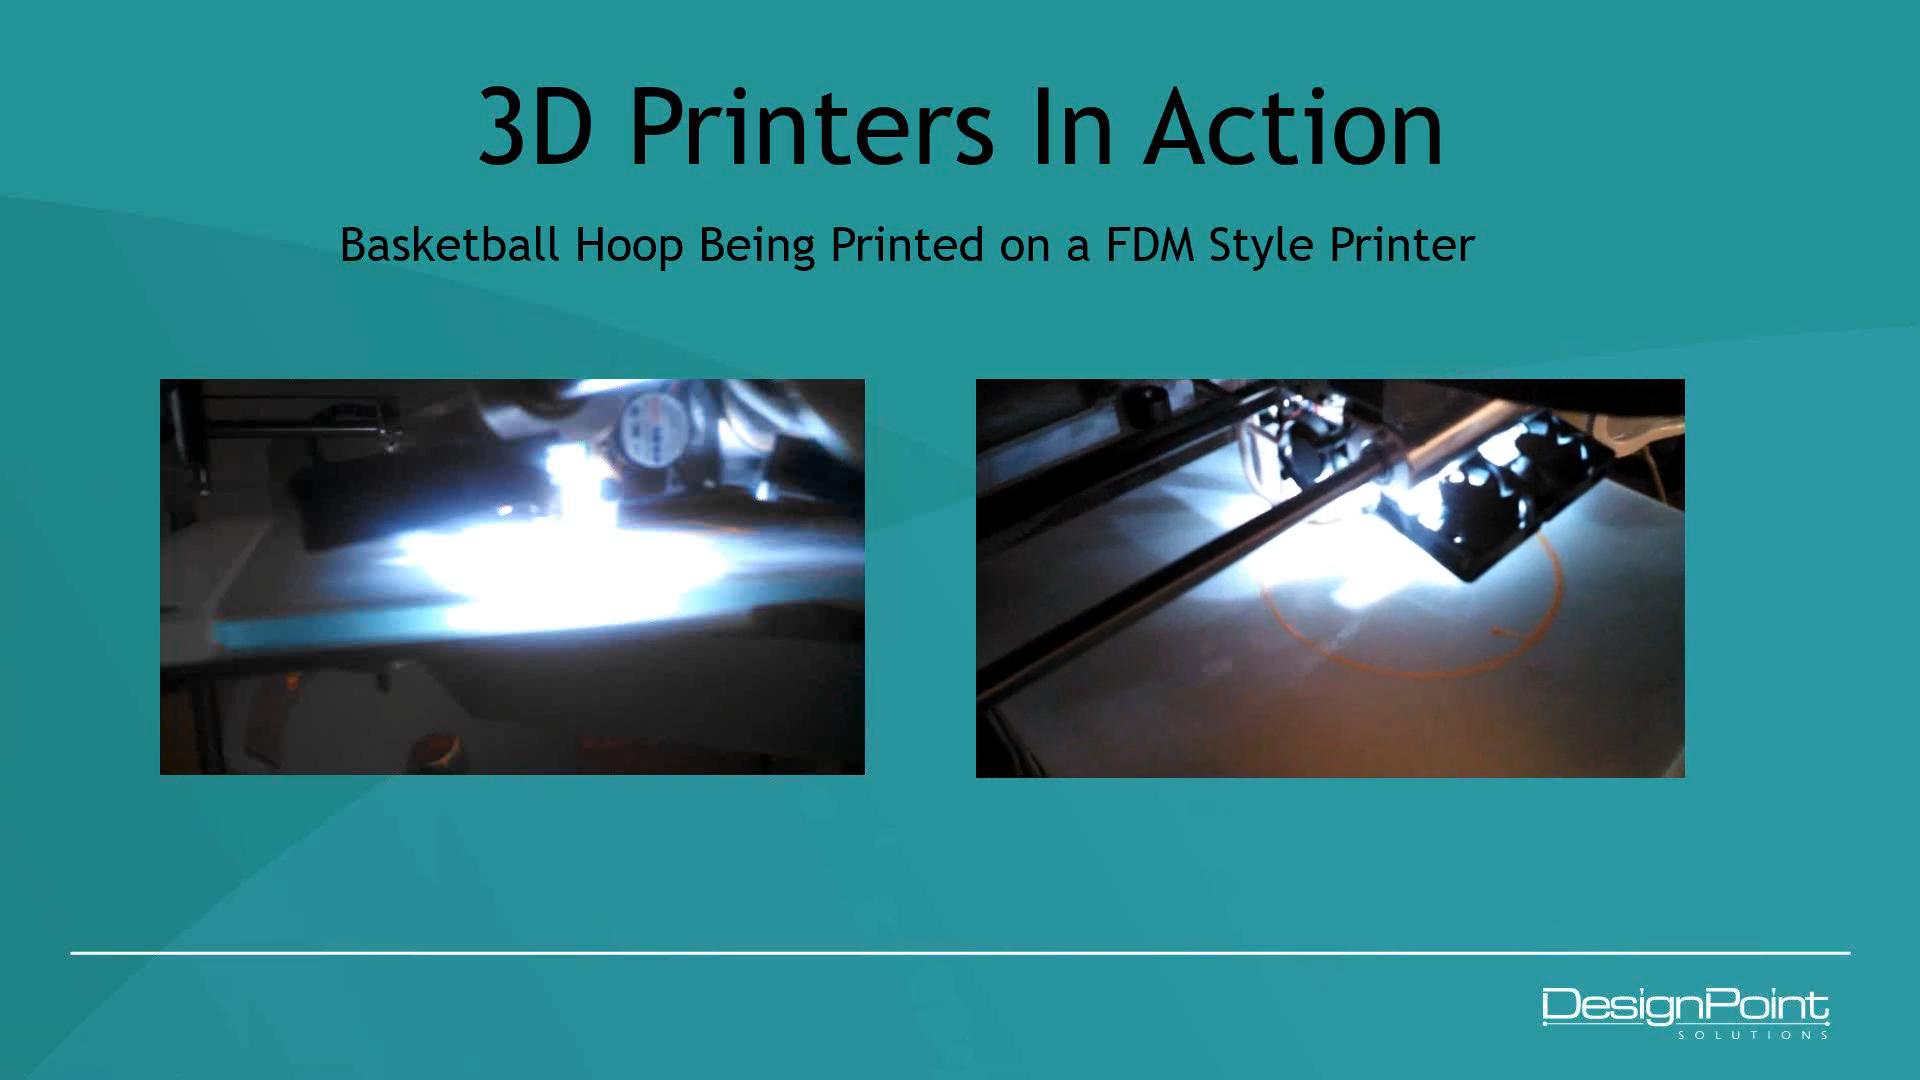 3D Printers In Action
Basketball Hoop Being Printed on a FDM Style Printer
DesignPoint
SOLUTIONS